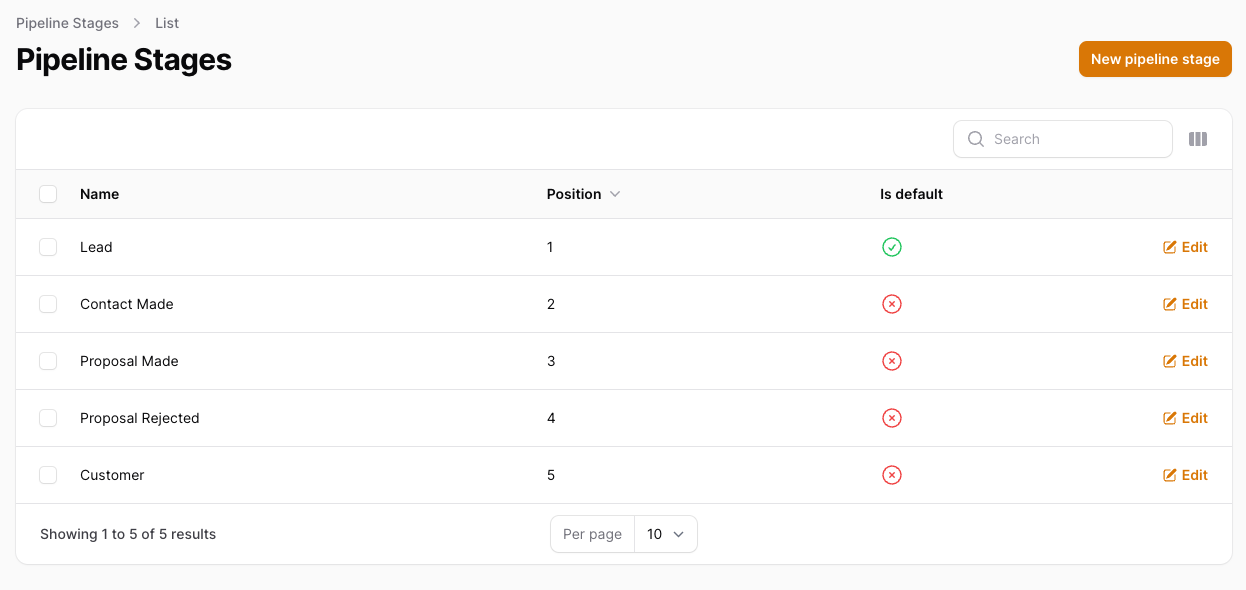 Pipeline Stages List
Pipeline Stages
New pipeline stage
Search
Name Position Is default
Lead 1 Edit
Contact Made 2 Edit
Proposal Made 3 Edit
Proposal Rejected 4 Edit
Customer 5 Edit
Showing 1 to 5 of 5 results Per page 10